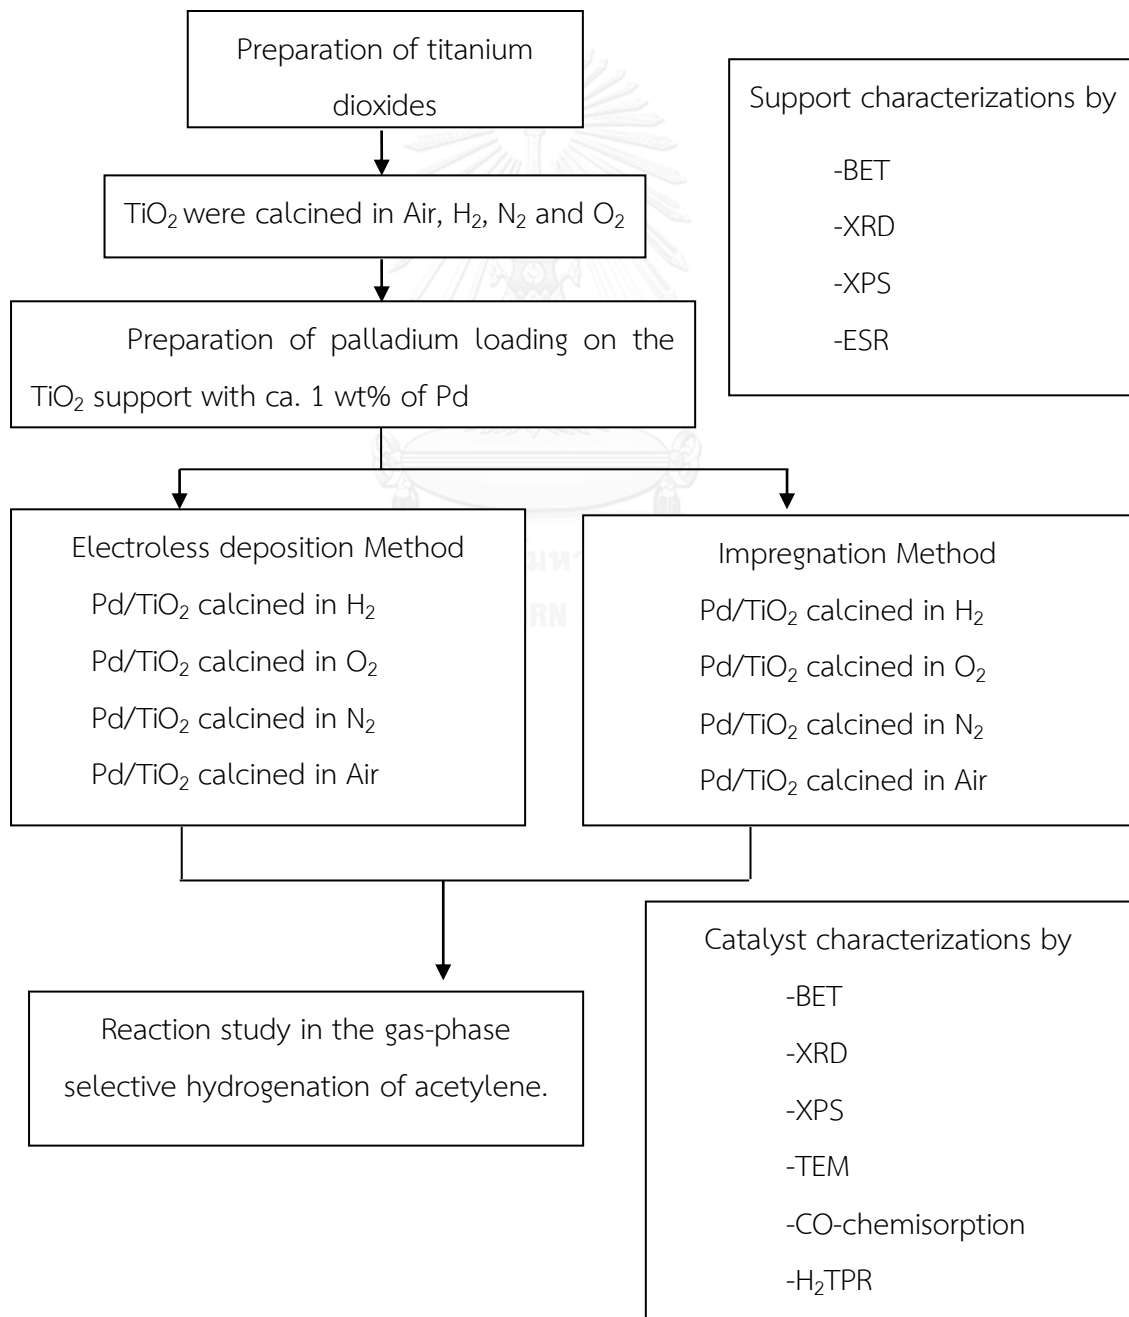 Preparation of titanium
dioxides
Support characterizations by
-BET
-XRD
-XPS
-ESR
TiO₂ were calcined in Air, H₂, N₂ and O₂
Preparation of palladium loading on the
TiO₂ support with ca. 1 wt% of Pd
Electroless deposition Method
Pd/TiO₂ calcined in H₂
Pd/TiO₂ calcined in O₂
Pd/TiO₂ calcined in N₂
Pd/TiO₂ calcined in Air
Impregnation Method
Pd/TiO₂ calcined in H₂
Pd/TiO₂ calcined in O₂
Pd/TiO₂ calcined in N₂
Pd/TiO₂ calcined in Air
Reaction study in the gas-phase
selective hydrogenation of acetylene.
Catalyst characterizations by
-BET
-XRD
-XPS
-TEM
-CO-chemisorption
-H₂TPR